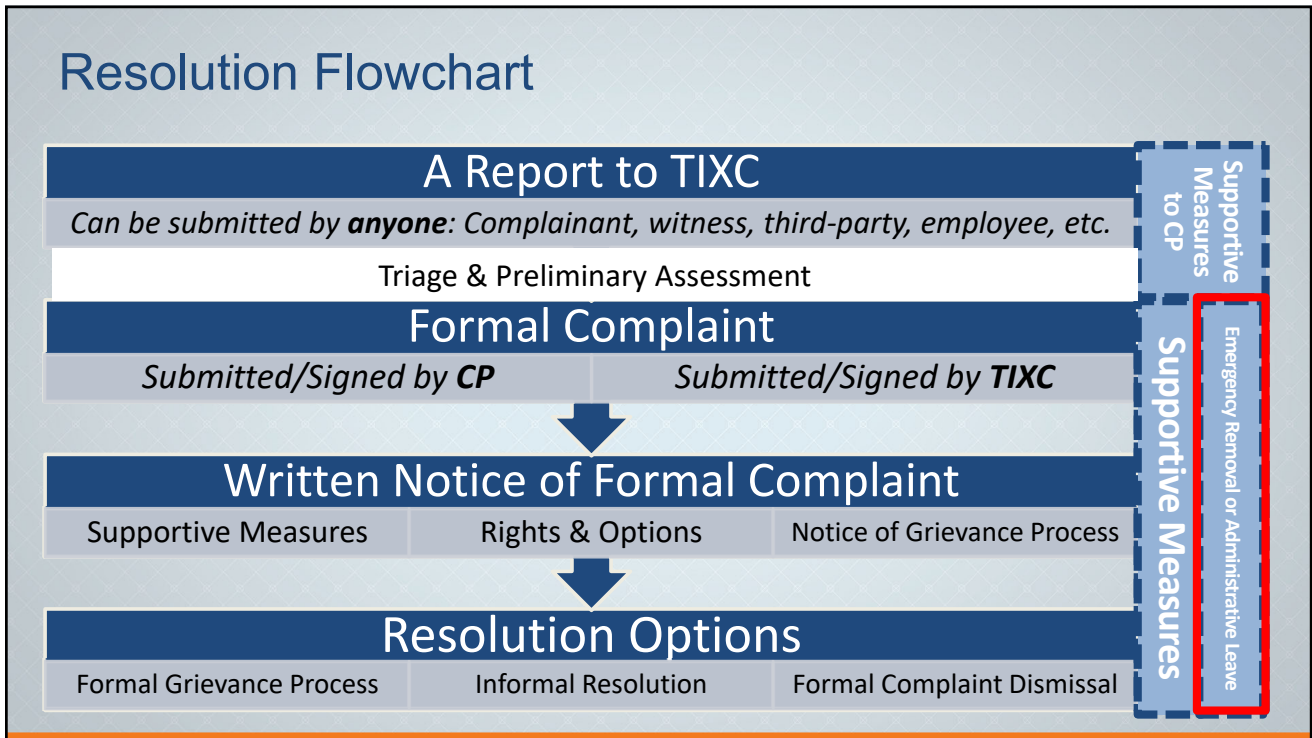 Resolution Flowchart
A Report to TIXC
Can be submitted by anyone: Complainant, witness, third-party, employee, etc.
Triage & Preliminary Assessment
Supportive
Measures
to CP
Formal Complaint
Submitted/Signed by CP
Submitted/Signed by TIXC
Written Notice of Formal Complaint
Supportive Measures
Rights & Options
Notice of Grievance Process
Resolution Options
Formal Grievance Process
Informal Resolution
Formal Complaint Dismissal
Supportive Measures
Emergency Removal or Administrative Leave